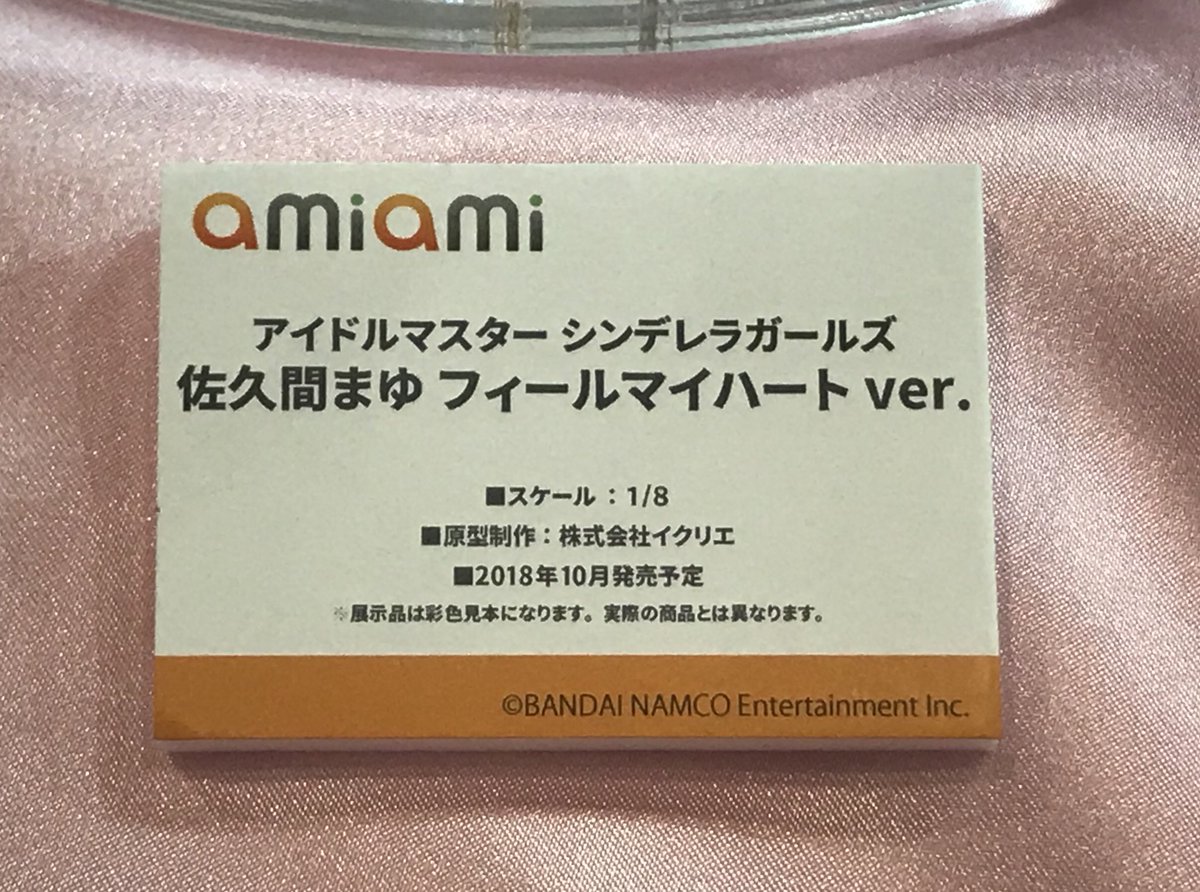 amiami
アイドルマスター シンデレラガールズ
佐久間まゆ フィールマイハート ver.
■スケール：1/8
■原型制作：株式会社イクリエ
■2018年10月発売予定
※展示品は彩色見本になります。実際の商品とは異なります。
©BANDAI NAMCO Entertainment Inc.